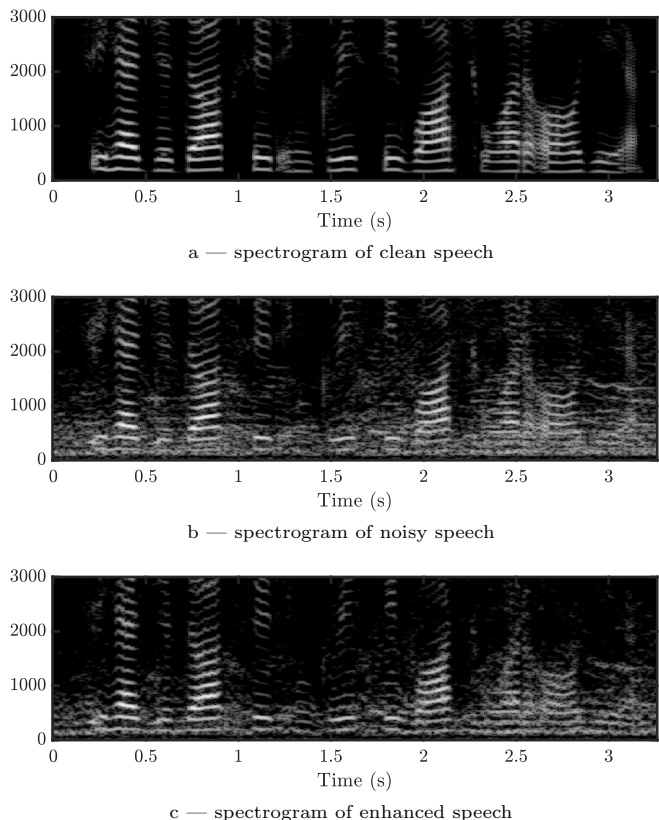 3000
2000
1000
0
0 0.5 1 1.5 2 2.5 3
Time (s)
a — spectrogram of clean speech
3000
2000
1000
0
0 0.5 1 1.5 2 2.5 3
Time (s)
b — spectrogram of noisy speech
3000
2000
1000
0
0 0.5 1 1.5 2 2.5 3
Time (s)
c — spectrogram of enhanced speech